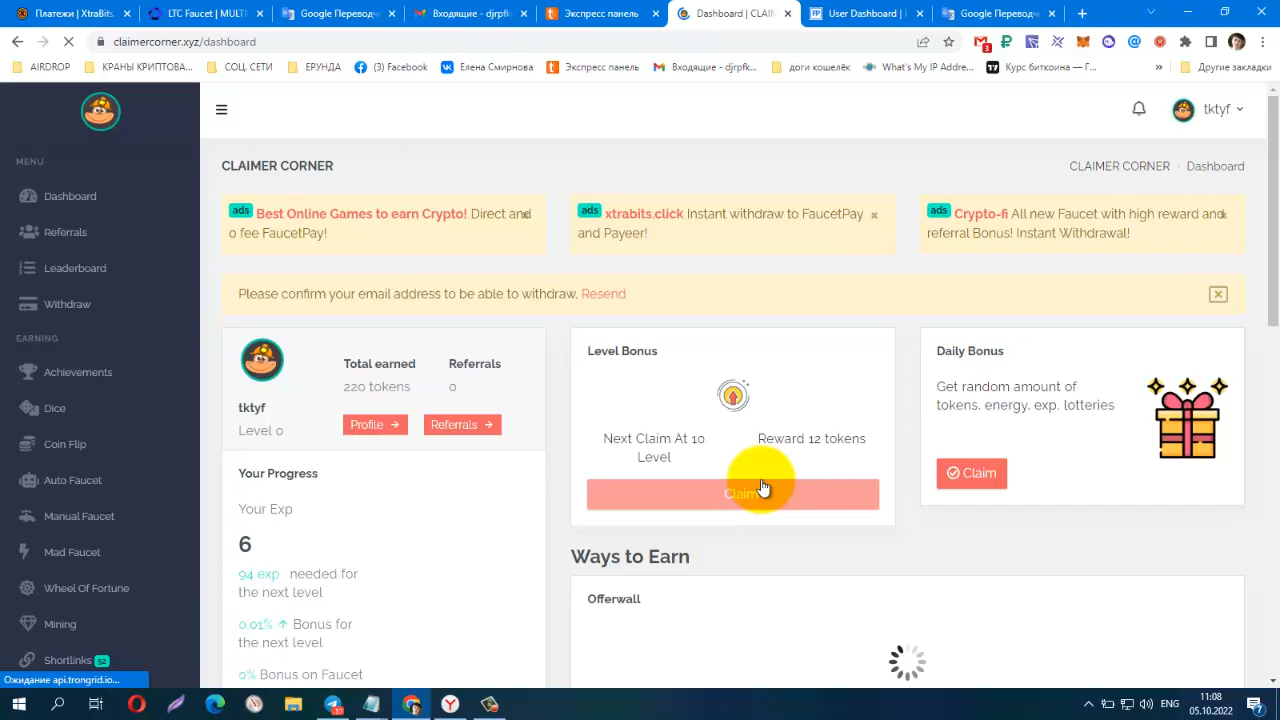 Платежи | XtraBits.
LTC Faucet | MULTI
Google Переводч
Входящие - djrpfk
Экспресс панель
Dashboard | CLAIM
User Dashboard |
Google Переводч
claimercorner.xyz/dashboard
3
AIRDROP
КРАНЫ КРИПТОВА...
СОЦ. СЕТИ
ЕРУНДА
(3) Facebook
Елена Смирнова
Экспресс панель
Входящие - djrpfk...
доги кошелёк
What's My IP Addre...
Курс биткоина — Г...
»
Другие закладки
tktyf
MENU
Dashboard
Referrals
Leaderboard
Withdraw
EARNING
Achievements
Dice
Coin Flip
Auto Faucet
Manual Faucet
Mad Faucet
Wheel Of Fortune
Mining
Shortlinks 52
Ожидание api.trongrid.io...
CLAIMER CORNER
CLAIMER CORNER · Dashboard
ads Best Online Games to earn Crypto! Direct and
0 fee FaucetPay!
ads xtrabits.click Instant withdraw to FaucetPay
and Payeer!
ads Crypto-fi All new Faucet with high reward and
referral Bonus! Instant Withdrawal!
Please confirm your email address to be able to withdraw, Resend
Total earned
Referrals
220 tokens
0
tktyf
Level 0
Profile →
Referrals →
Your Progress
Your Exp
6
94 exp needed for
the next level
0.01% ↑ Bonus for
the next level
0% Bonus on Faucet
Level Bonus
Next Claim At 10
Level
Reward 12 tokens
Claim
Daily Bonus
Get random amount of
tokens, energy, exp, lotteries
Claim
Ways to Earn
Offerwall
37
ENG
11:08
05.10.2022